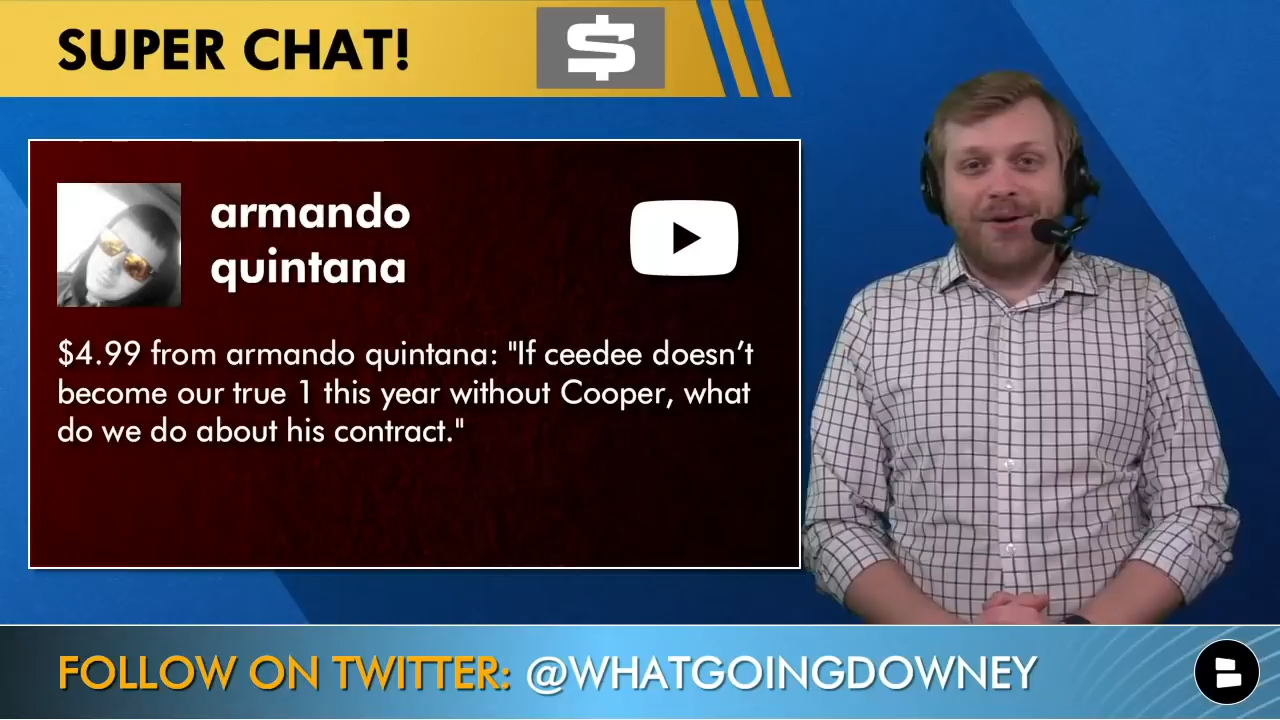 SUPER CHAT!
$
armando
quintana
$4.99 from armando quintana: "If ceedee doesn’t
become our true 1 this year without Cooper, what
do we do about his contract."
FOLLOW ON TWITTER: @WHATGOINGDOWNEY